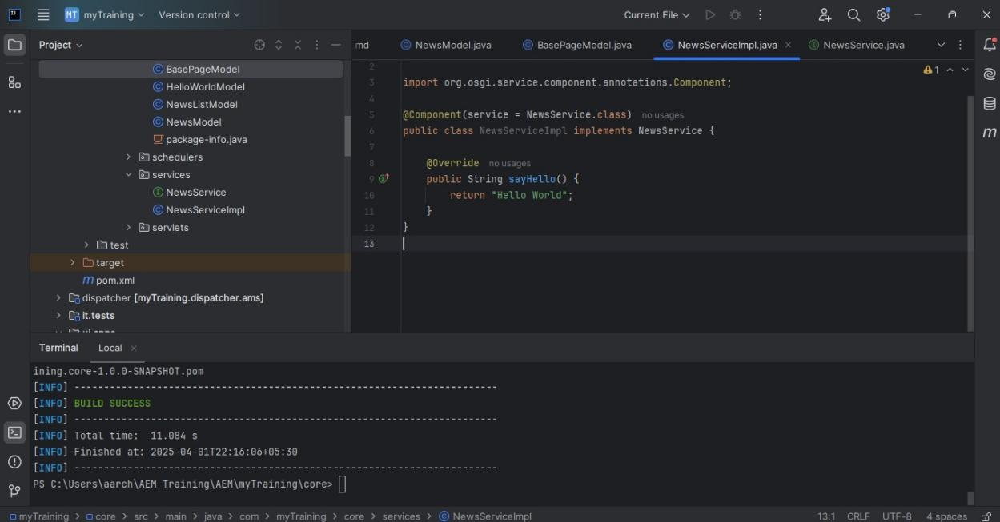 MT myTraining Version control Current File
Project
BasePageModel
HelloWorldModel
NewsListModel
NewsModel
package-info.java
schedulers
services
NewsService
NewsServiceImpl
servlets
test
target
pom.xml
dispatcher [myTraining.dispatcher.ams]
it.tests
md NewsModel.java BasePageModel.java NewsServiceImpl.java NewsService.java
1
2
3 import org.osgi.service.component.annotations.Component;
4
5 @Component(service = NewsService.class) no usages
6 public class NewsServiceImpl implements NewsService {
7
8 @Override no usages
9 public String sayHello() {
10 return "Hello World";
11 }
12 }
13
Terminal Local
ining.core-1.0.0-SNAPSHOT.pom
[INFO] ------------------------------------------------------------------------
[INFO] BUILD SUCCESS
[INFO] ------------------------------------------------------------------------
[INFO] Total time:  11.084 s
[INFO] Finished at: 2025-04-01T22:16:06+05:30
[INFO] ------------------------------------------------------------------------
PS C:\Users\aarch\AEM Training\AEM\myTraining\core>
myTraining > core > src > main > java > com > myTraining > core > services > NewsServiceImpl 13:1 CRLF UTF-8 4 spaces